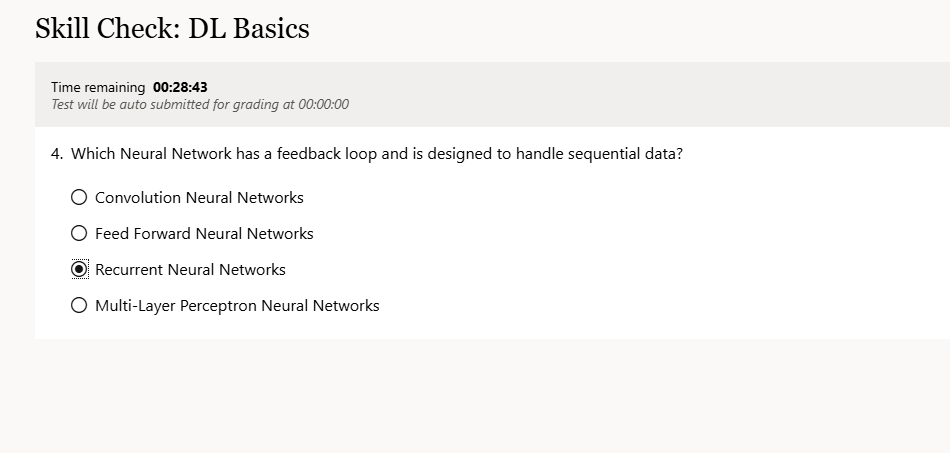 Skill Check: DL Basics
Time remaining 00:28:43
Test will be auto submitted for grading at 00:00:00
4. Which Neural Network has a feedback loop and is designed to handle sequential data?
Convolution Neural Networks
Feed Forward Neural Networks
Recurrent Neural Networks
Multi-Layer Perceptron Neural Networks